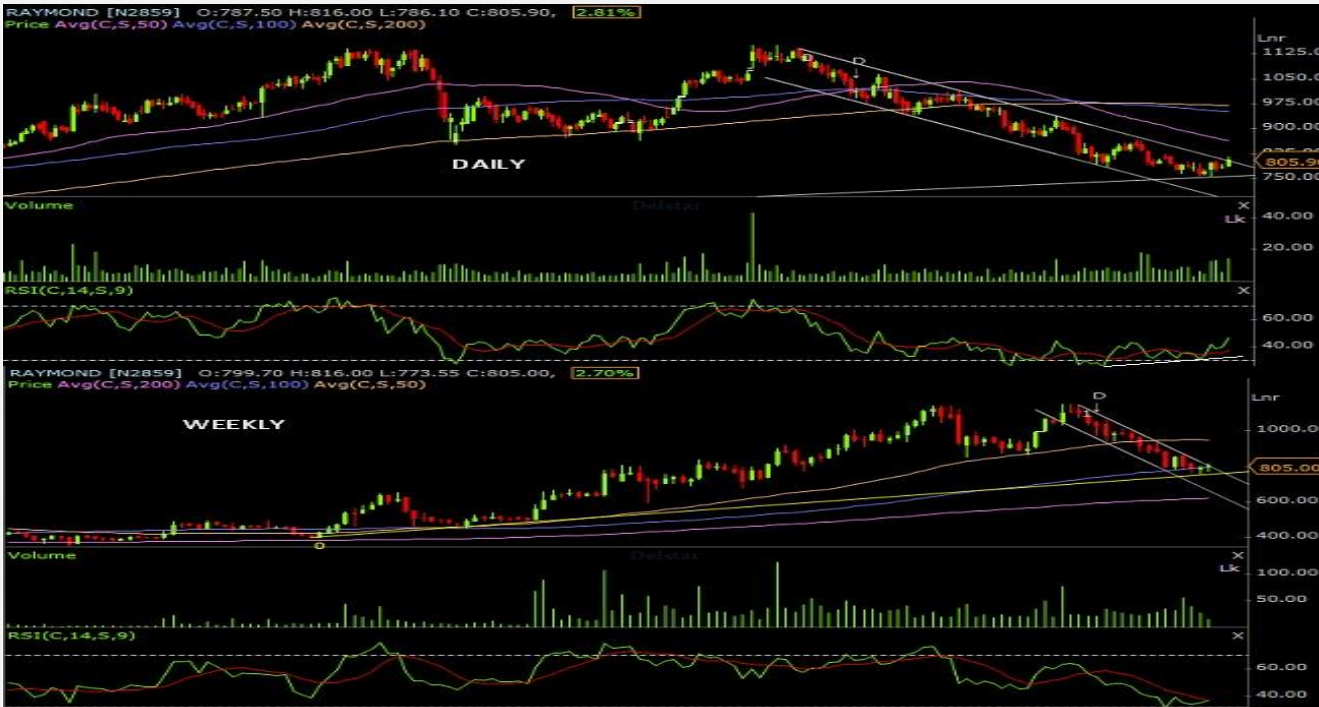 RAYMOND [N2859] O:787.50 H:816.00 L:786.10 C:805.90, 2.81%
Price Avg(C,S,50) Avg(C,S,100) Avg(C,S,200)
Lnr
1125.0
1050.0
975.00
900.00
805.90
750.00
D
D
DAILY
Volume
Delstar
X
Lk
40.00
20.00
RSI(C,14,S,9)
X
60.00
40.00
RAYMOND [N2859] O:799.70 H:816.00 L:773.55 C:805.00, 2.70%
Price Avg(C,S,200) Avg(C,S,100) Avg(C,S,50)
Lnr
D
WEEKLY
1000.0
805.00
600.00
400.00
O
Volume
Delstar
X
Lk
100.00
50.00
RSI(C,14,S,9)
X
60.00
40.00